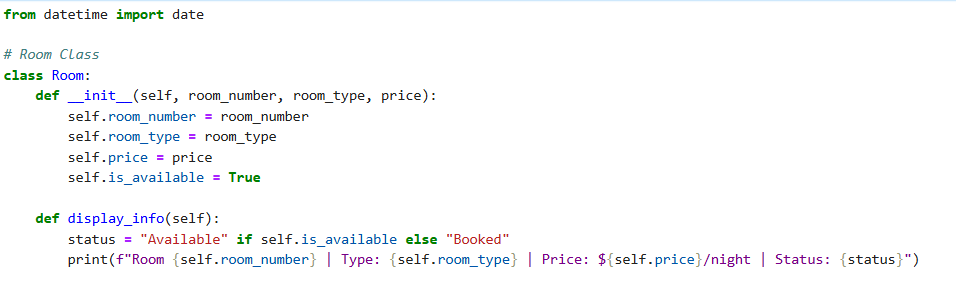 from datetime import date

# Room Class
class Room:
    def __init__(self, room_number, room_type, price):
        self.room_number = room_number
        self.room_type = room_type
        self.price = price
        self.is_available = True

    def display_info(self):
        status = "Available" if self.is_available else "Booked"
        print(f"Room {self.room_number} | Type: {self.room_type} | Price: ${self.price}/night | Status: {status}")